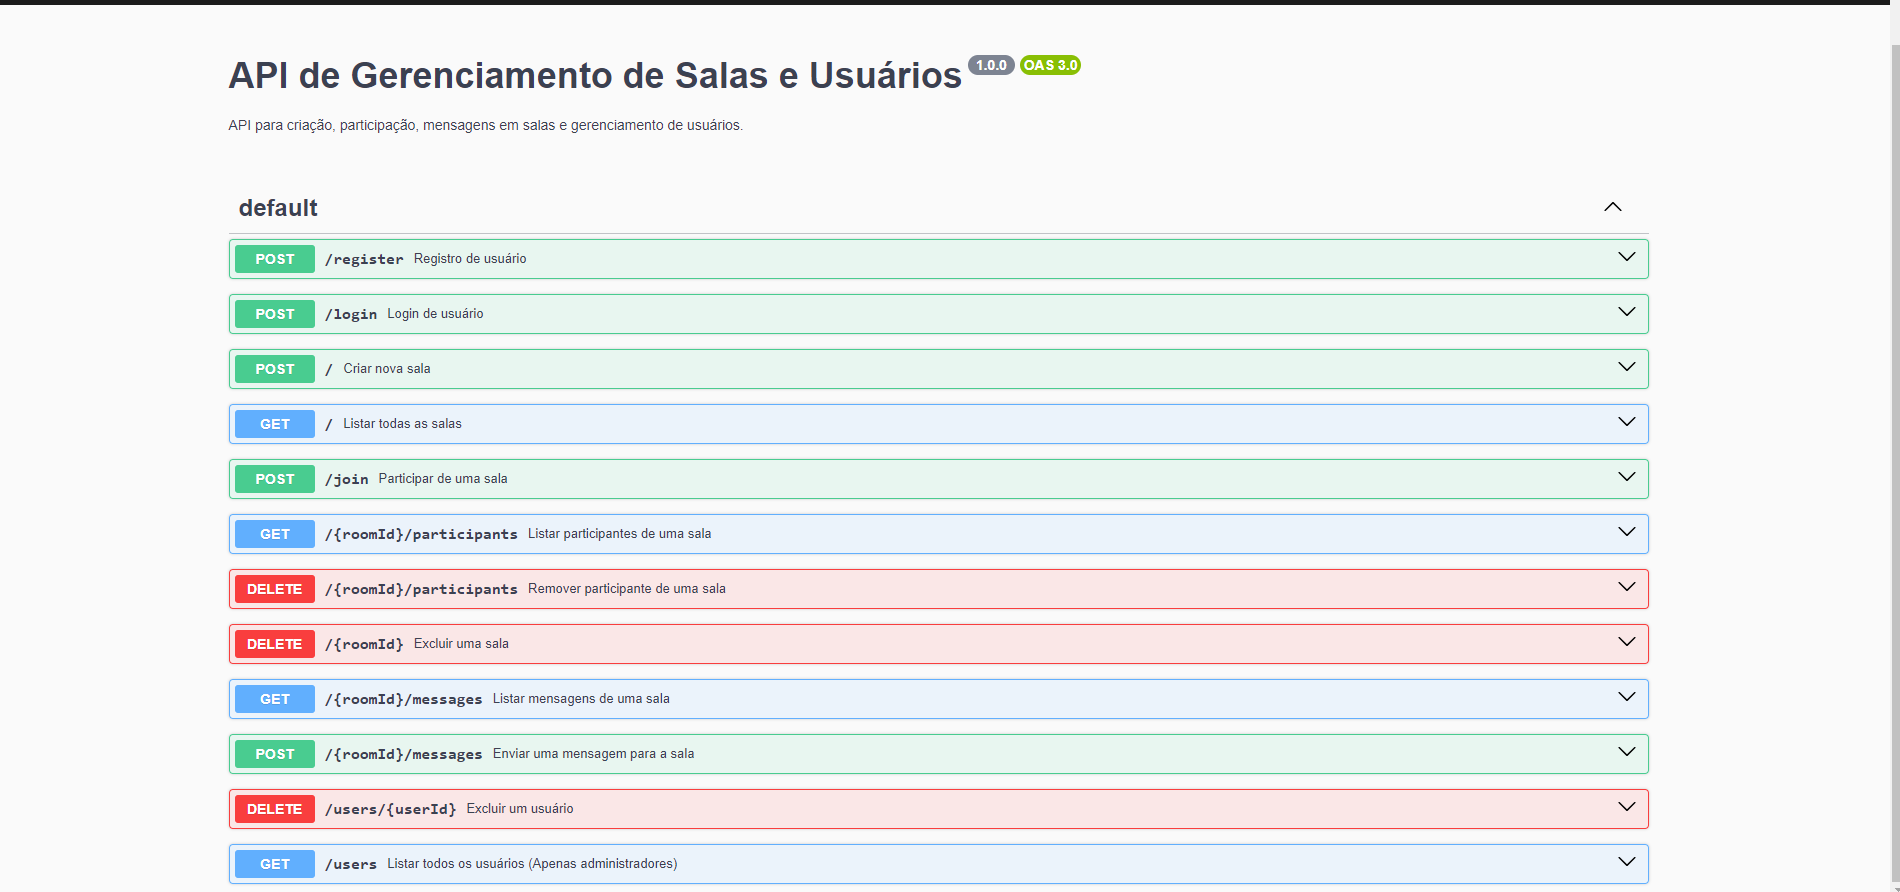 API de Gerenciamento de Salas e Usuários 1.0.0 OAS 3.0
API para criação, participação, mensagens em salas e gerenciamento de usuários.
default
POST /register Registro de usuário
POST /login Login de usuário
POST / Criar nova sala
GET / Listar todas as salas
POST /join Participar de uma sala
GET /{roomId}/participants Listar participantes de uma sala
DELETE /{roomId}/participants Remover participante de uma sala
DELETE /{roomId} Excluir uma sala
GET /{roomId}/messages Listar mensagens de uma sala
POST /{roomId}/messages Enviar uma mensagem para a sala
DELETE /users/{userId} Excluir um usuário
GET /users Listar todos os usuários (Apenas administradores)